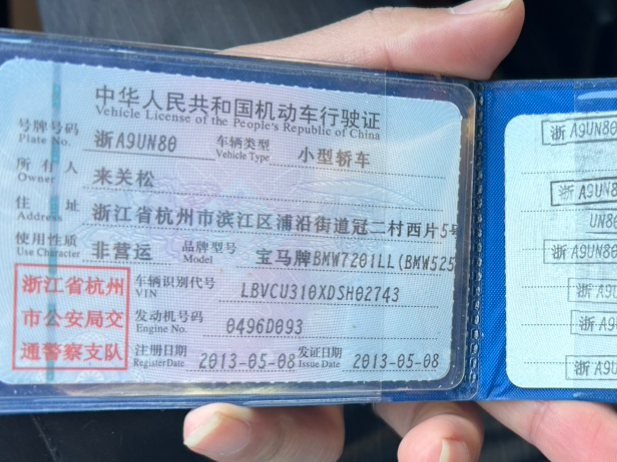 中华人民共和国机动车行驶证
Vehicle License of the People's Republic of China
号牌号码 Plate No. 浙A9UN80 车辆类型 Vehicle Type 小型轿车
所有人 Owner 来关松
住址 Address 浙江省杭州市滨江区浦沿街道冠二村西片5号
使用性质 Use Character 非营运 品牌型号 Model 宝马牌BMW7201LL(BMW525
浙江省杭州
市公安局交
通警察支队
车辆识别代号 VIN LBVCU310XDSH02743
发动机号码 Engine No. 0496D093
注册日期 Register Date 2013-05-08 发证日期 Issue Date 2013-05-08
浙A9UN80
浙A9UN8
UN80
浙A9UN80
浙A9UN
浙A9
浙A9U